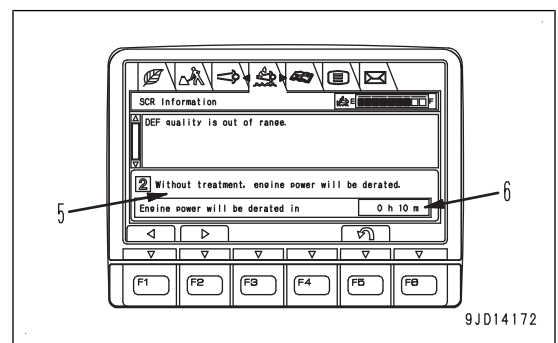 SCR Information
E F
DEF quality is out of range.
2 Without treatment, engine power will be derated.
Engine power will be derated in 0 h 10 m
5
6
F1 F2 F3 F4 F5 F6
9JD14172